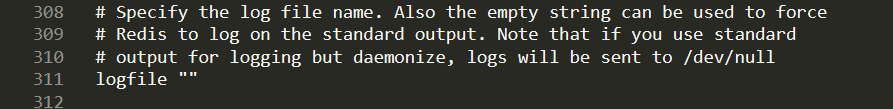 308 # Specify the log file name. Also the empty string can be used to force
309 # Redis to log on the standard output. Note that if you use standard
310 # output for logging but daemonize, logs will be sent to /dev/null
311 logfile ""
312